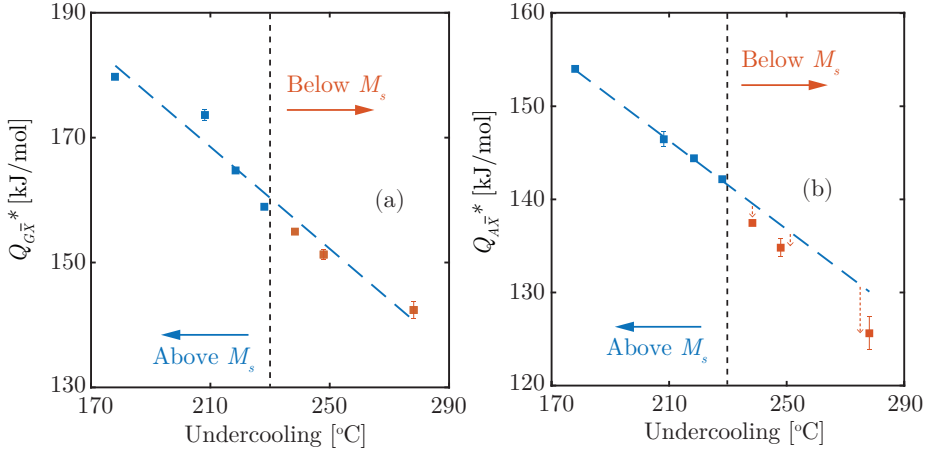 190
170
150
130
170
210
250
290
Q_{GX̄}* [kJ/mol]
Undercooling [°C]
Below M_s
(a)
Above M_s
160
150
140
130
120
170
210
250
290
Q_{AX̄}* [kJ/mol]
Undercooling [°C]
Below M_s
(b)
Above M_s